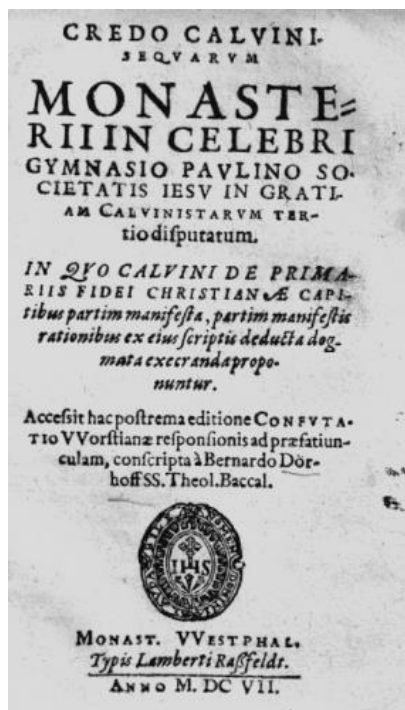 CREDO CALVINI-
SEQVARVM
MONASTE=
RII IN CELEBRI
GYMNASIO PAVLINO SO-
CIETATIS IESV IN GRATI-
AM CALVINISTARVM TER-
tio disputatum.
IN QVO CALVINI DE PRIMA-
RIIS FIDEI CHRISTIANÆ CAPI-
tibus partim manifesta, partim manifestis
rationibus ex eius scriptis deducta dog-
mata execranda propo-
nuntur.
Accessit hac postrema editione CONFVTA-
TIO VVorstianæ responsionis ad præfatiun-
culam, conscripta à Bernardo Dör-
hoff SS. Theol. Baccal.
IHS
MONAST. VVESTPHAL,
Typis Lamberti Raßfeldt.
ANNO M. DC VII.